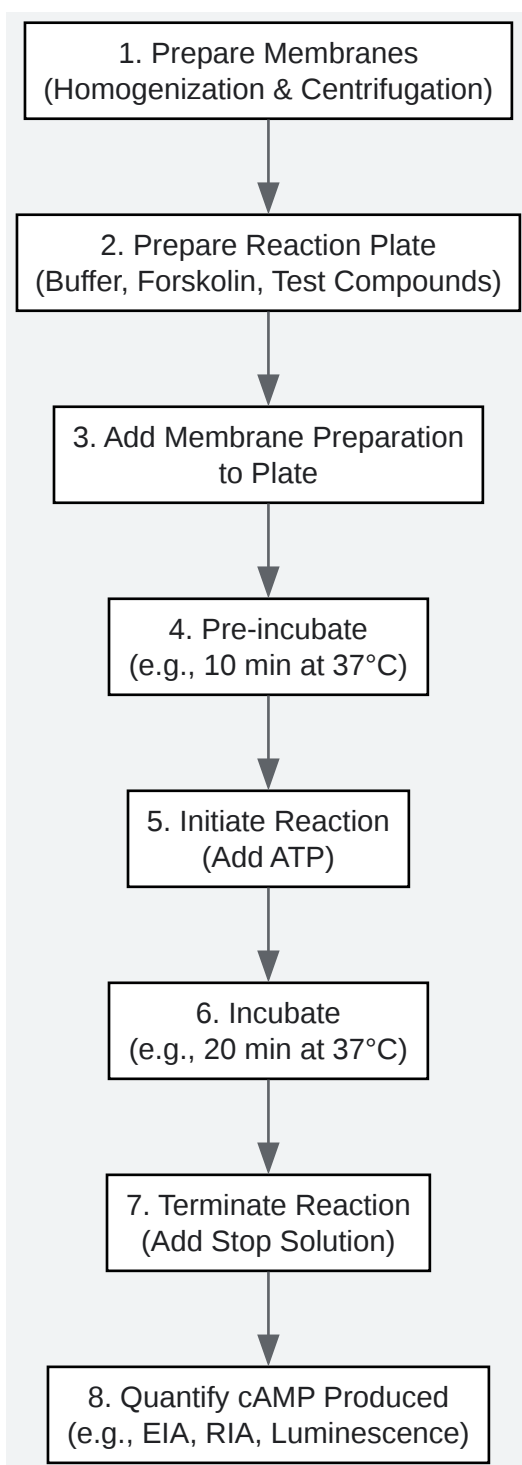 1. Prepare Membranes
(Homogenization & Centrifugation)
2. Prepare Reaction Plate
(Buffer, Forskolin, Test Compounds)
3. Add Membrane Preparation
to Plate
4. Pre-incubate
(e.g., 10 min at 37°C)
5. Initiate Reaction
(Add ATP)
6. Incubate
(e.g., 20 min at 37°C)
7. Terminate Reaction
(Add Stop Solution)
8. Quantify cAMP Produced
(e.g., EIA, RIA, Luminescence)